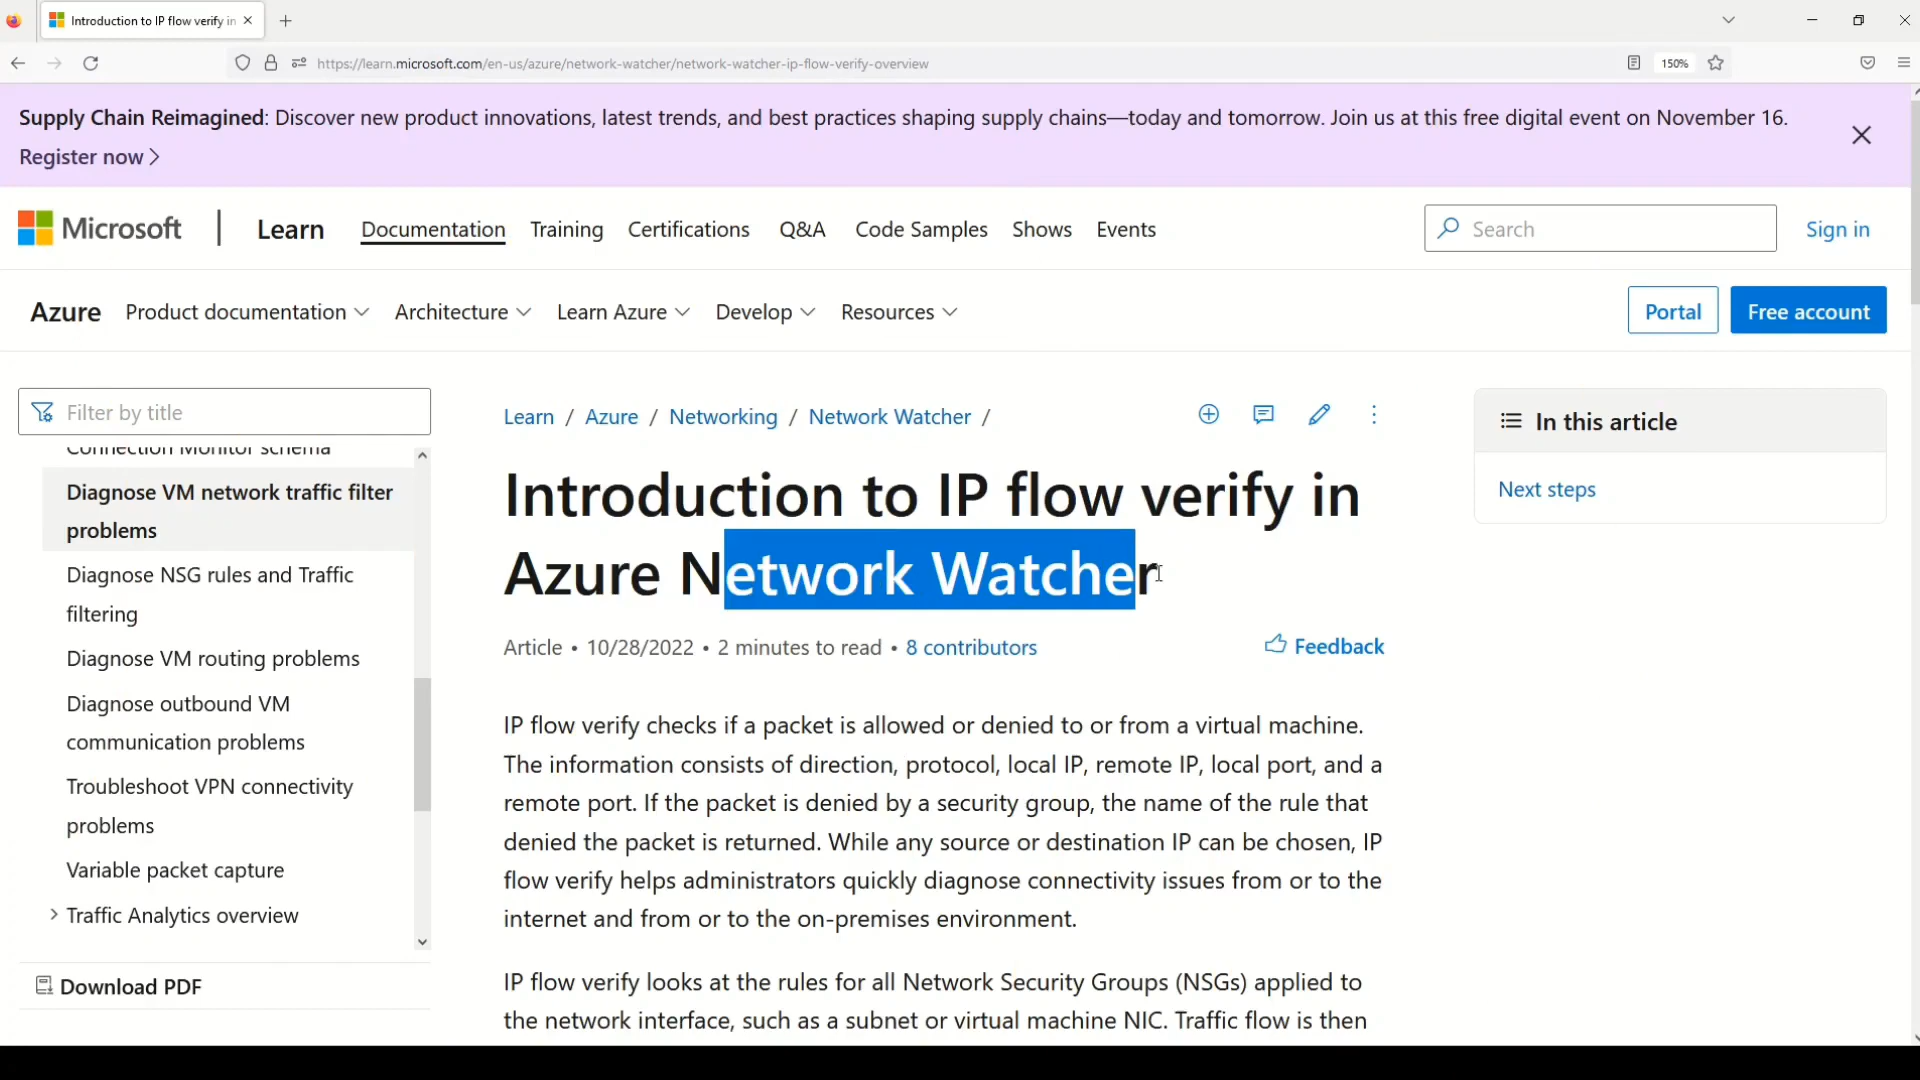 Introduction to IP flow verify in
https://learn.microsoft.com/en-us/azure/network-watcher/network-watcher-ip-flow-verify-overview
150%
Supply Chain Reimagined: Discover new product innovations, latest trends, and best practices shaping supply chains—today and tomorrow. Join us at this free digital event on November 16.
Register now
Microsoft
Learn
Documentation
Training
Certifications
Q&A
Code Samples
Shows
Events
Search
Sign in
Azure
Product documentation
Architecture
Learn Azure
Develop
Resources
Portal
Free account
Filter by title
Connection Monitor schema
Diagnose VM network traffic filter
problems
Diagnose NSG rules and Traffic
filtering
Diagnose VM routing problems
Diagnose outbound VM
communication problems
Troubleshoot VPN connectivity
problems
Variable packet capture
Traffic Analytics overview
Download PDF
Learn / Azure / Networking / Network Watcher /
Introduction to IP flow verify in
Azure Network Watcher
Article • 10/28/2022 • 2 minutes to read • 8 contributors
Feedback
IP flow verify checks if a packet is allowed or denied to or from a virtual machine.
The information consists of direction, protocol, local IP, remote IP, local port, and a
remote port. If the packet is denied by a security group, the name of the rule that
denied the packet is returned. While any source or destination IP can be chosen, IP
flow verify helps administrators quickly diagnose connectivity issues from or to the
internet and from or to the on-premises environment.
IP flow verify looks at the rules for all Network Security Groups (NSGs) applied to
the network interface, such as a subnet or virtual machine NIC. Traffic flow is then
In this article
Next steps